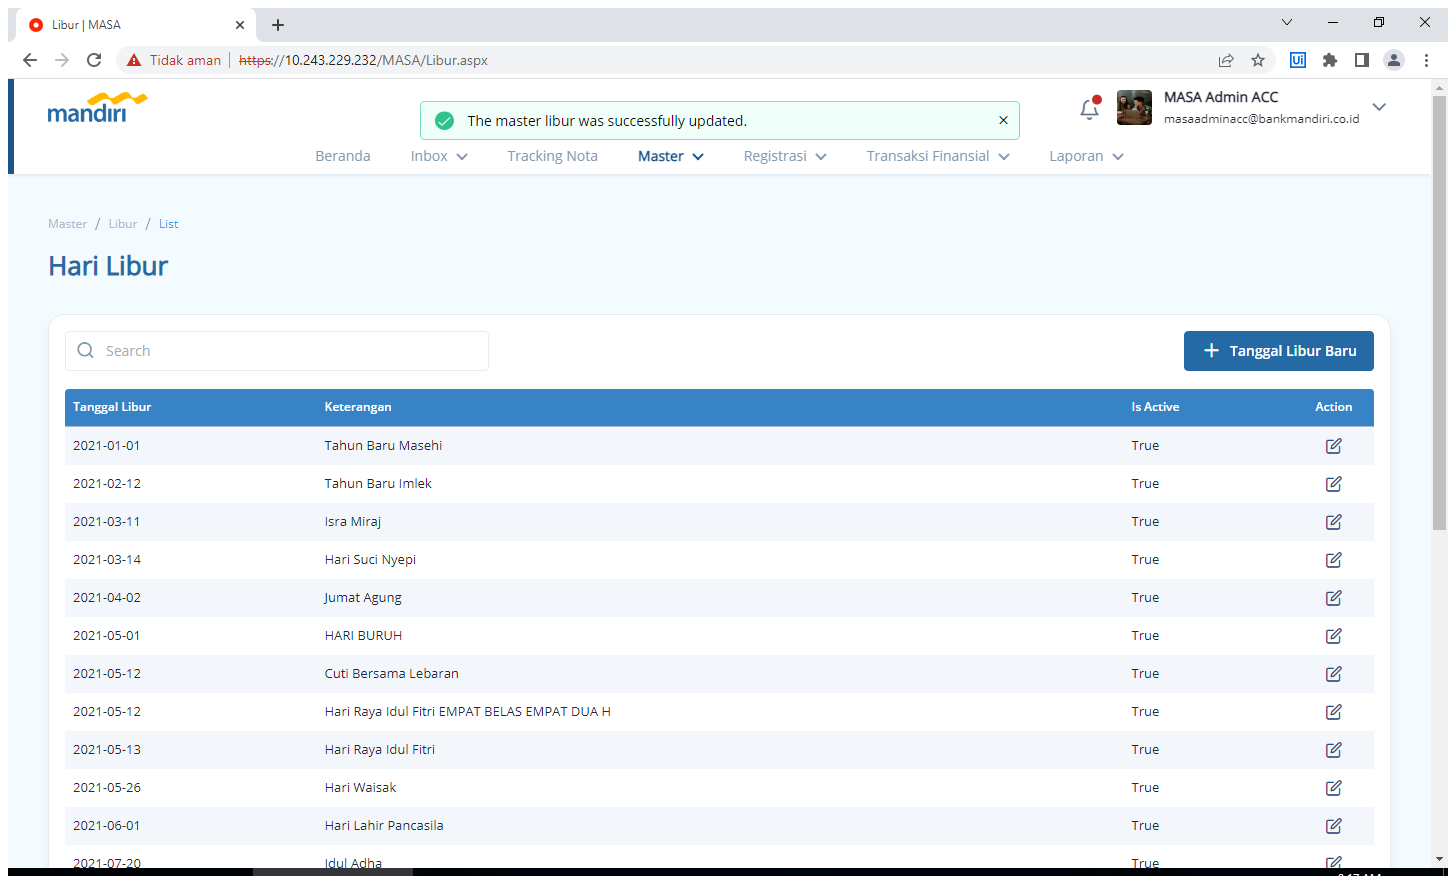 Libur | MASA
Tidak aman https://10.243.229.232/MASA/Libur.aspx
mandiri
The master libur was successfully updated.
MASA Admin ACC
masaadminacc@bankmandiri.co.id
Beranda Inbox Tracking Nota Master Registrasi Transaksi Finansial Laporan
Master / Libur / List
Hari Libur
Search
+ Tanggal Libur Baru
Tanggal Libur Keterangan Is Active Action
2021-01-01 Tahun Baru Masehi True
2021-02-12 Tahun Baru Imlek True
2021-03-11 Isra Miraj True
2021-03-14 Hari Suci Nyepi True
2021-04-02 Jumat Agung True
2021-05-01 HARI BURUH True
2021-05-12 Cuti Bersama Lebaran True
2021-05-12 Hari Raya Idul Fitri EMPAT BELAS EMPAT DUA H True
2021-05-13 Hari Raya Idul Fitri True
2021-05-26 Hari Waisak True
2021-06-01 Hari Lahir Pancasila True
2021-07-20 Idul Adha True